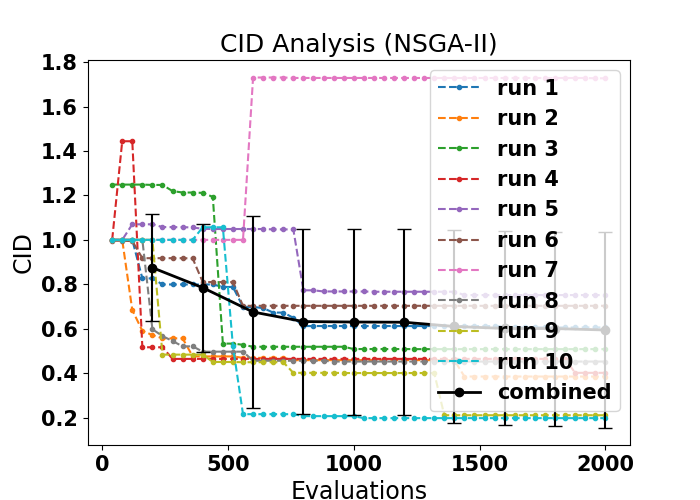 CID Analysis (NSGA-II)
1.8
1.6
1.4
1.2
1.0
0.8
0.6
0.4
0.2
CID
run 1
run 2
run 3
run 4
run 5
run 6
run 7
run 8
run 9
run 10
combined
0 500 1000 1500 2000
Evaluations